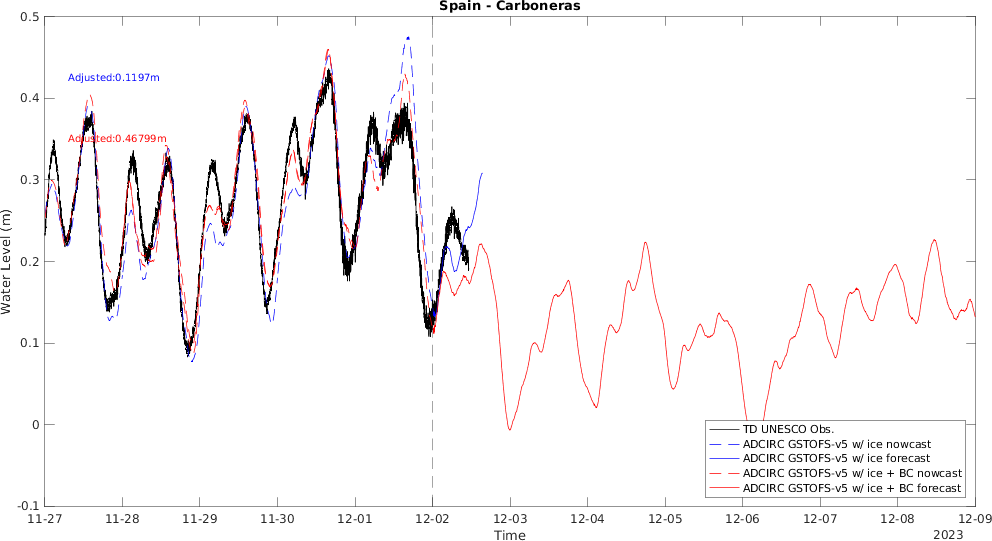 Spain - Carboneras
0.5
0.4
0.3
0.2
0.1
0
-0.1
Water Level (m)
Adjusted:0.1197m
Adjusted:0.46799m
TD UNESCO Obs.
ADCIRC GSTOFS-v5 w/ ice nowcast
ADCIRC GSTOFS-v5 w/ ice forecast
ADCIRC GSTOFS-v5 w/ ice + BC nowcast
ADCIRC GSTOFS-v5 w/ ice + BC forecast
11-27 11-28 11-29 11-30 12-01 12-02 12-03 12-04 12-05 12-06 12-07 12-08 12-09
Time
2023